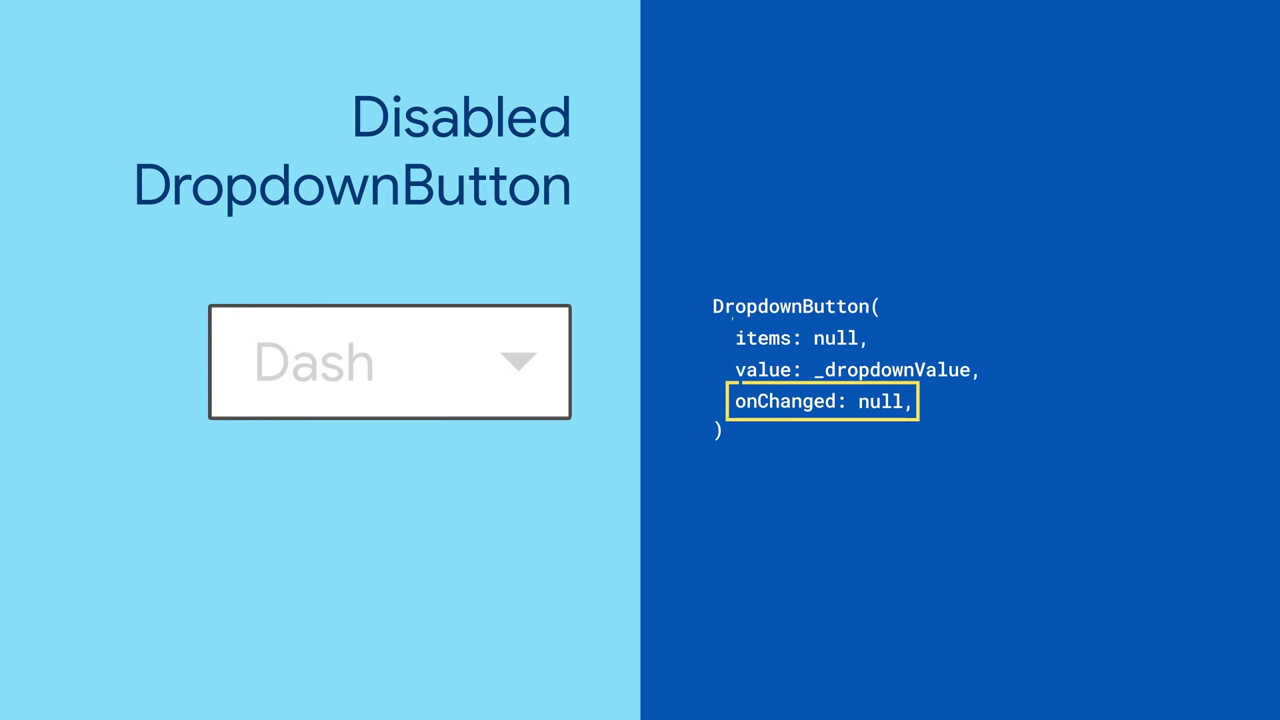 Disabled
DropdownButton
Dash
DropdownButton(
items: null,
value: _dropdownValue,
onChanged: null,
)